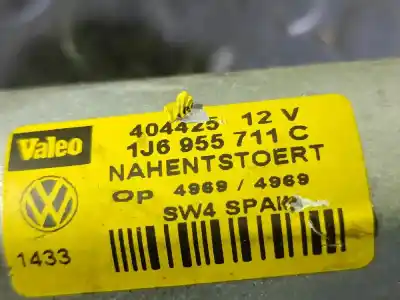 Valeo 404425 12 V
1J6 955 711 C
NAHENTSTOERT
Op 4969 / 4969
SW4 SPAIN
1433